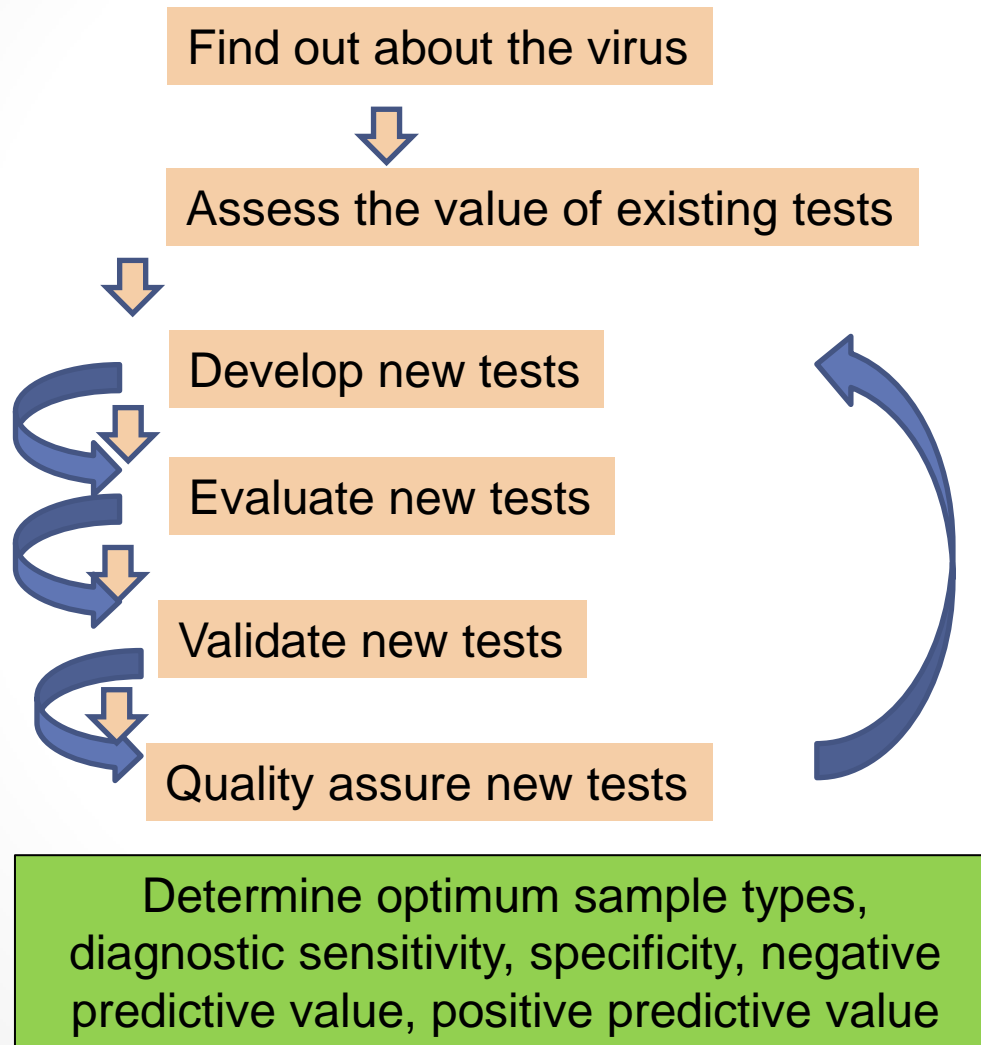 Find out about the virus
Assess the value of existing tests
Develop new tests
Evaluate new tests
Validate new tests
Quality assure new tests
Determine optimum sample types,
diagnostic sensitivity, specificity, negative
predictive value, positive predictive value